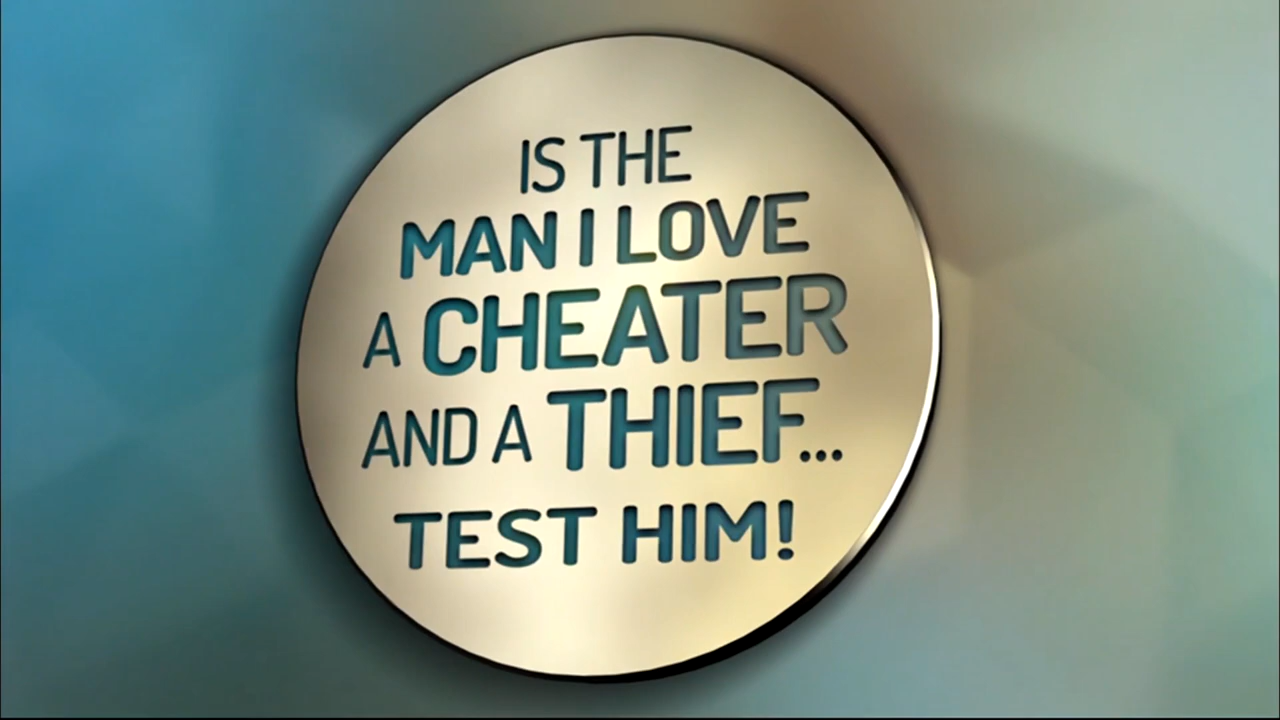 IS THE
MAN I LOVE
A CHEATER
AND A THIEF...
TEST HIM!